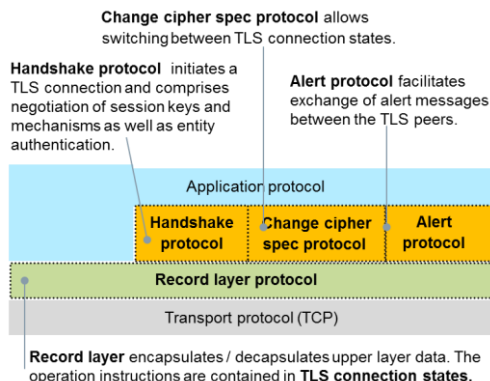 Change cipher spec protocol allows
switching between TLS connection states.
Handshake protocol initiates a
TLS connection and comprises
negotiation of session keys and
mechanisms as well as entity
authentication.
Alert protocol facilitates
exchange of alert messages
between the TLS peers.
Application protocol
Handshake
protocol
Change cipher
spec protocol
Alert
protocol
Record layer protocol
Transport protocol (TCP)
Record layer encapsulates / decapsulates upper layer data. The
operation instructions are contained in TLS connection states.